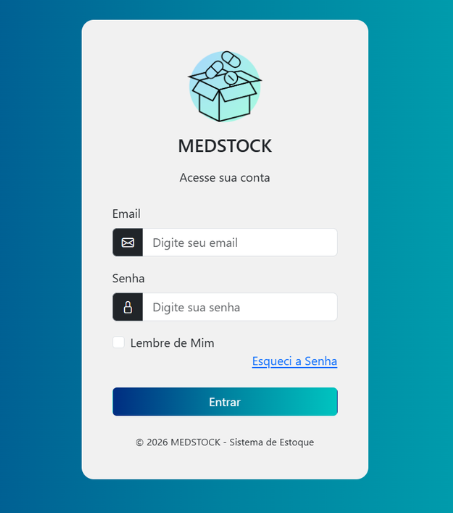 MEDSTOCK
Acesse sua conta
Email
Digite seu email
Senha
Digite sua senha
Lembre de Mim
Esqueci a Senha
Entrar
© 2026 MEDSTOCK - Sistema de Estoque